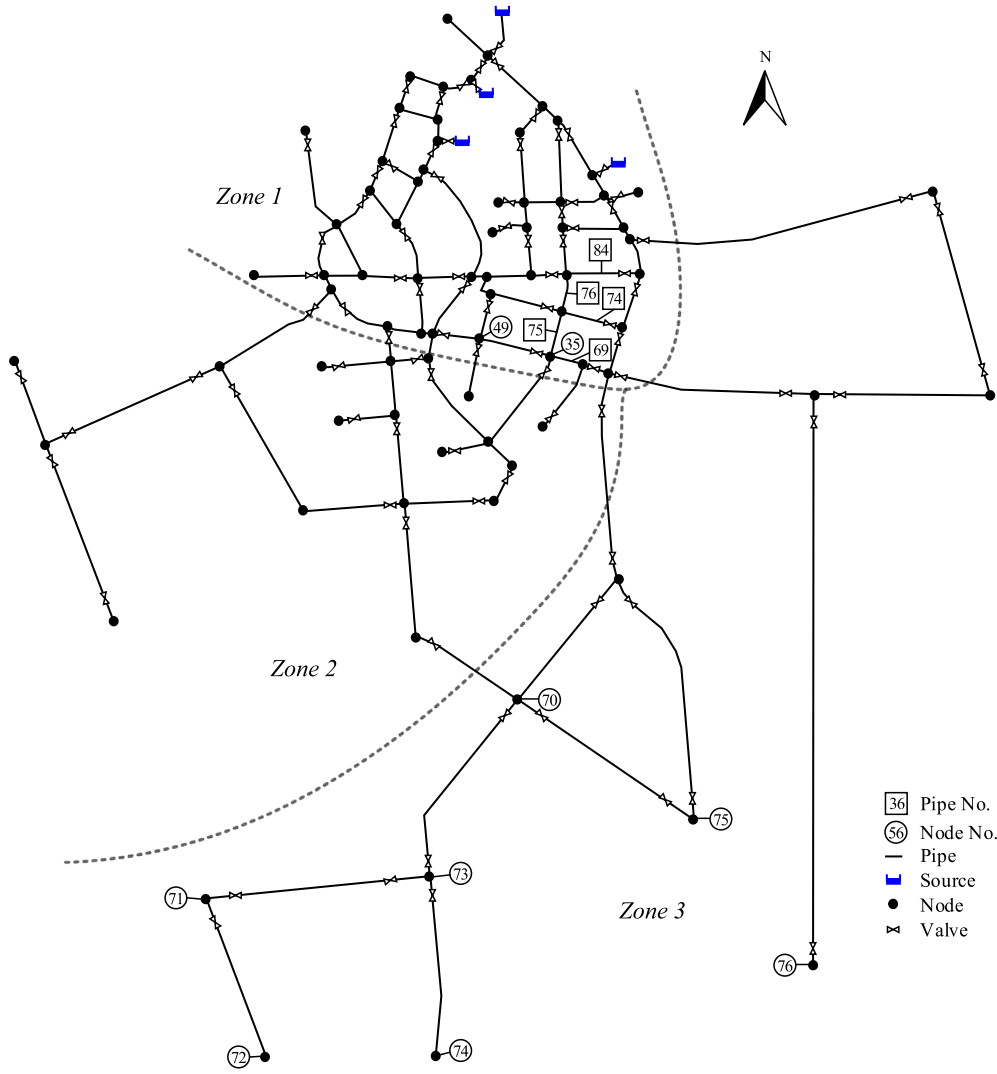 N
Zone 1
84
76
74
49
75
35
69
Zone 2
70
36 Pipe No.
75
56 Node No.
Pipe
Source
73
71
Zone 3
Node
Valve
76
72
74